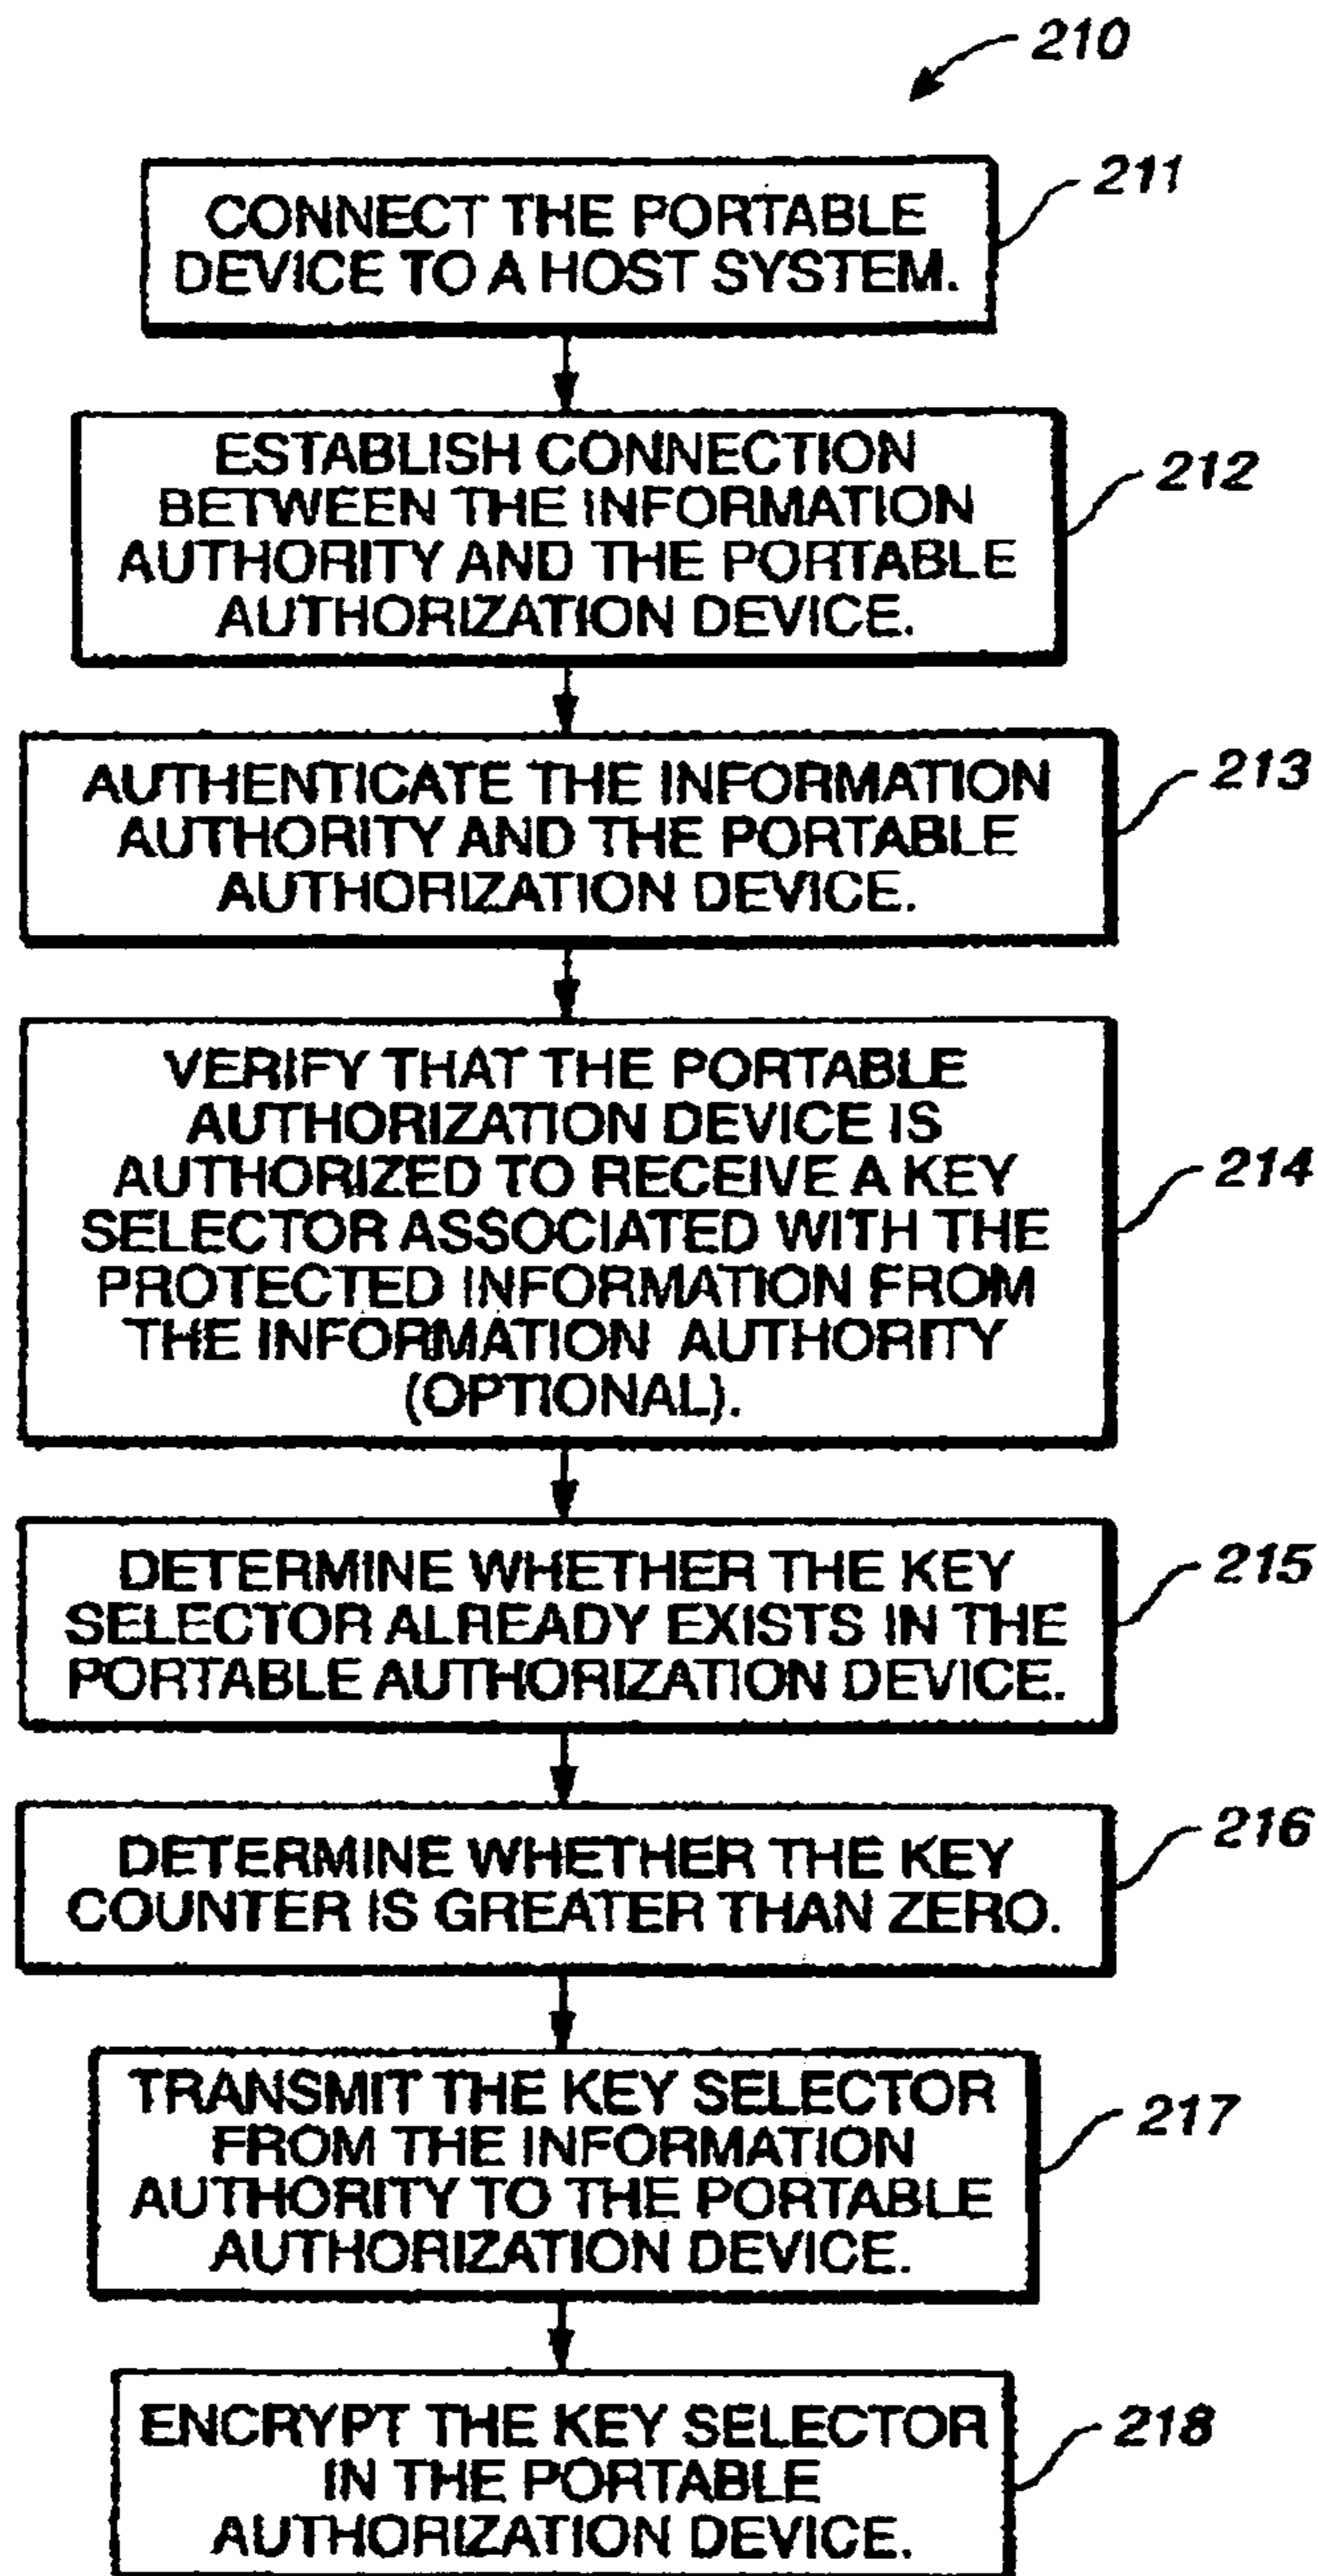 210
211
CONNECT THE PORTABLE
DEVICE TO A HOST SYSTEM.
212
ESTABLISH CONNECTION
BETWEEN THE INFORMATION
AUTHORITY AND THE PORTABLE
AUTHORIZATION DEVICE.
213
AUTHENTICATE THE INFORMATION
AUTHORITY AND THE PORTABLE
AUTHORIZATION DEVICE.
214
VERIFY THAT THE PORTABLE
AUTHORIZATION DEVICE IS
AUTHORIZED TO RECEIVE A KEY
SELECTOR ASSOCIATED WITH THE
PROTECTED INFORMATION FROM
THE INFORMATION AUTHORITY
(OPTIONAL).
215
DETERMINE WHETHER THE KEY
SELECTOR ALREADY EXISTS IN THE
PORTABLE AUTHORIZATION DEVICE.
216
DETERMINE WHETHER THE KEY
COUNTER IS GREATER THAN ZERO.
217
TRANSMIT THE KEY SELECTOR
FROM THE INFORMATION
AUTHORITY TO THE PORTABLE
AUTHORIZATION DEVICE.
218
ENCRYPT THE KEY SELECTOR
IN THE PORTABLE
AUTHORIZATION DEVICE.